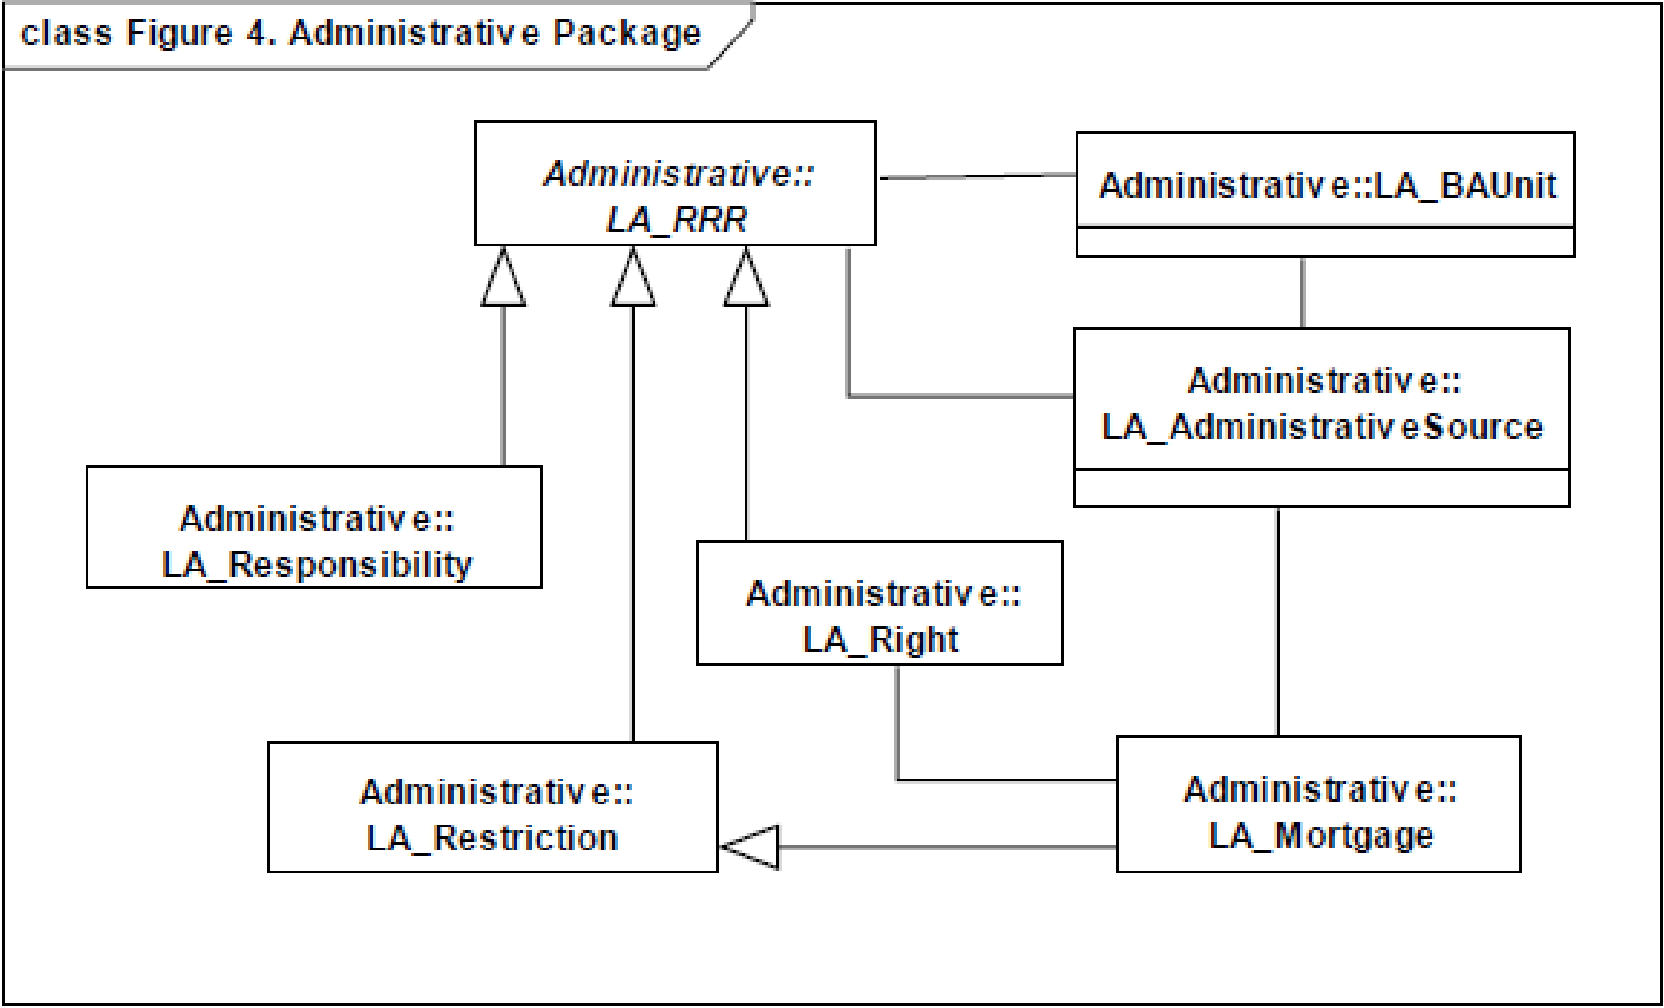 class Figure 4. Administrative Package
Administrative::
LA_RRR
Administrative::LA_BAUnit
Administrative::
LA_AdministrativeSource
Administrative::
LA_Responsibility
Administrative::
LA_Right
Administrative::
LA_Restriction
Administrative::
LA_Mortgage